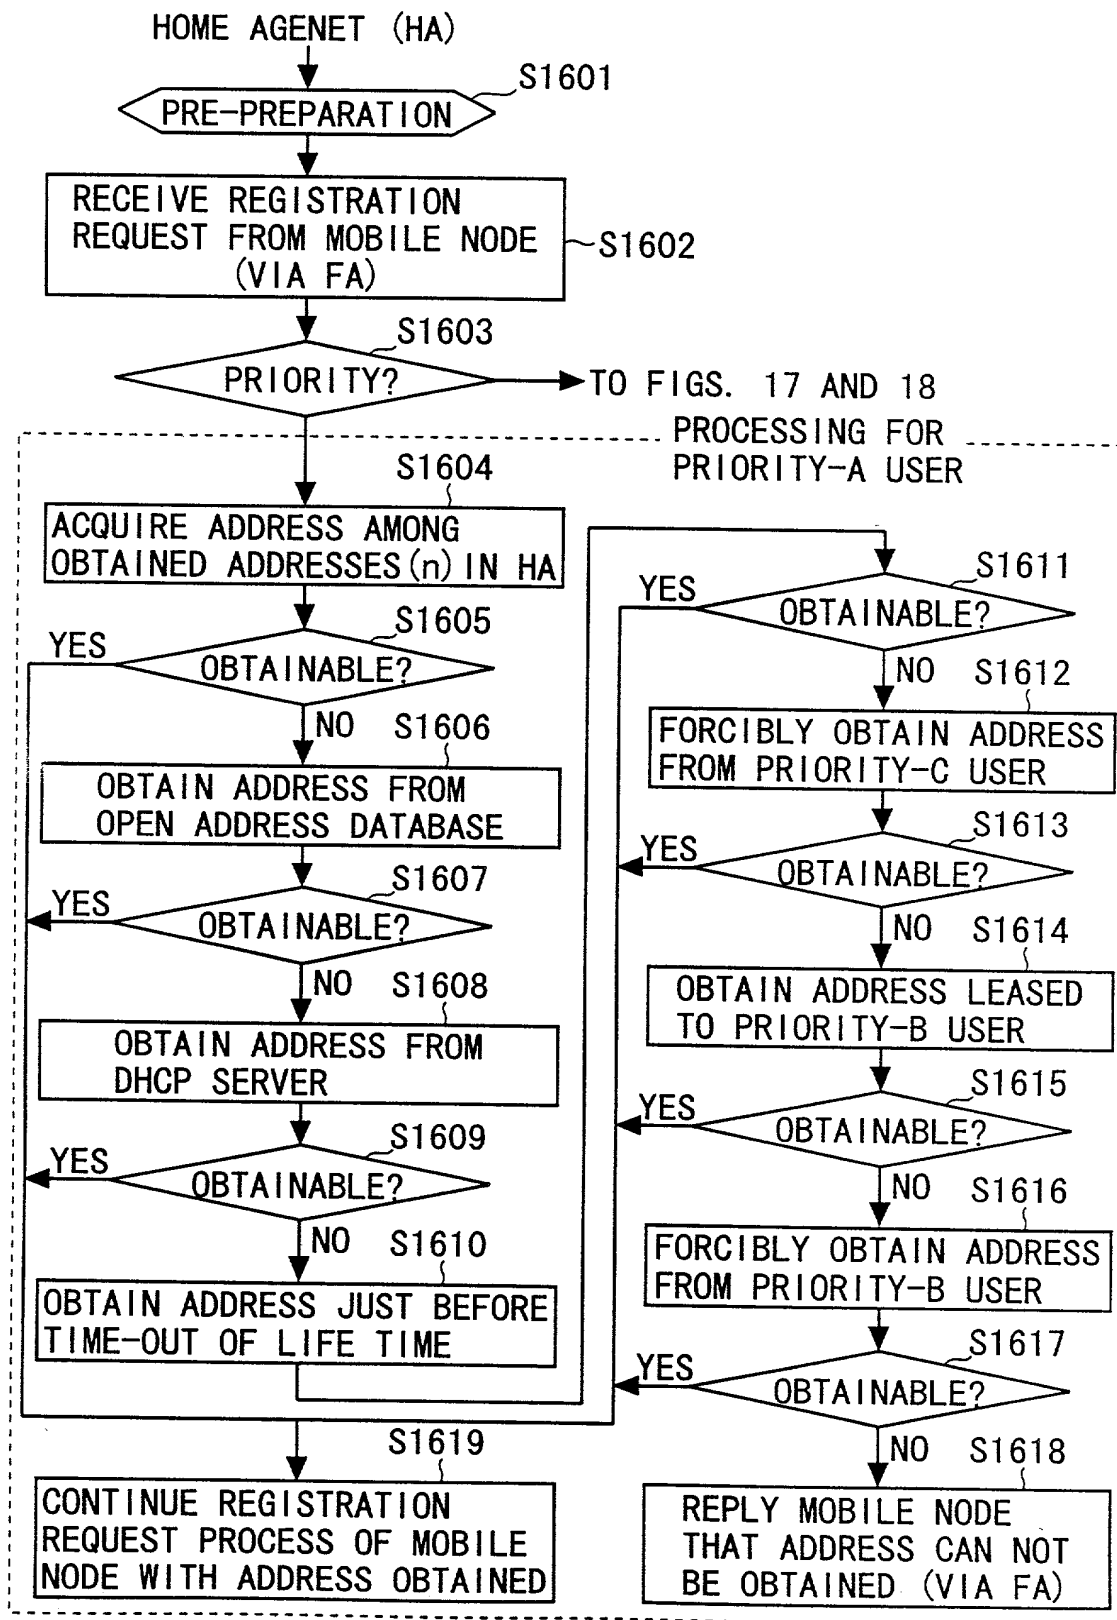 HOME AGENET (HA)
S1601
PRE-PREPARATION
RECEIVE REGISTRATION
REQUEST FROM MOBILE NODE
(VIA FA)
S1602
S1603
PRIORITY?
TO FIGS. 17 AND 18
PROCESSING FOR
PRIORITY-A USER
S1604
ACQUIRE ADDRESS AMONG
OBTAINED ADDRESSES(n) IN HA
S1605
YES
OBTAINABLE?
NO
S1606
OBTAIN ADDRESS FROM
OPEN ADDRESS DATABASE
S1607
YES
OBTAINABLE?
NO
S1608
OBTAIN ADDRESS FROM
DHCP SERVER
S1609
YES
OBTAINABLE?
NO
S1610
OBTAIN ADDRESS JUST BEFORE
TIME-OUT OF LIFE TIME
S1611
YES
OBTAINABLE?
NO
S1612
FORCIBLY OBTAIN ADDRESS
FROM PRIORITY-C USER
S1613
YES
OBTAINABLE?
NO
S1614
OBTAIN ADDRESS LEASED
TO PRIORITY-B USER
S1615
YES
OBTAINABLE?
NO
S1616
FORCIBLY OBTAIN ADDRESS
FROM PRIORITY-B USER
S1617
YES
OBTAINABLE?
NO
S1618
REPLY MOBILE NODE
THAT ADDRESS CAN NOT
BE OBTAINED (VIA FA)
S1619
CONTINUE REGISTRATION
REQUEST PROCESS OF MOBILE
NODE WITH ADDRESS OBTAINED